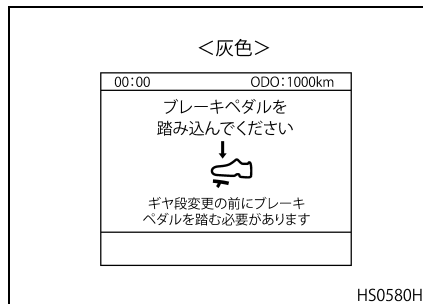 ＜灰色＞
00:00 ODO:1000km
ブレーキペダルを
踏み込んでください
ギヤ段変更の前にブレーキ
ペダルを踏む必要があります
HS0580H